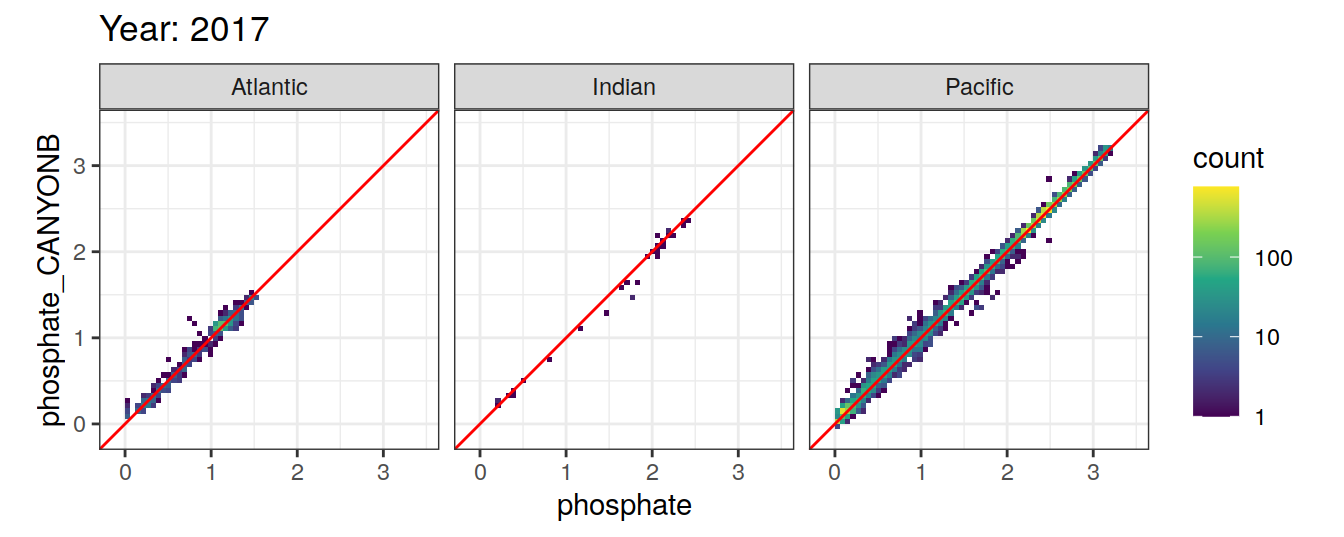 Year: 2017
Atlantic
Indian
Pacific
phosphate_CANYONB
3
2
1
0
0 1 2 3
0 1 2 3
0 1 2 3
phosphate
count
100
10
1